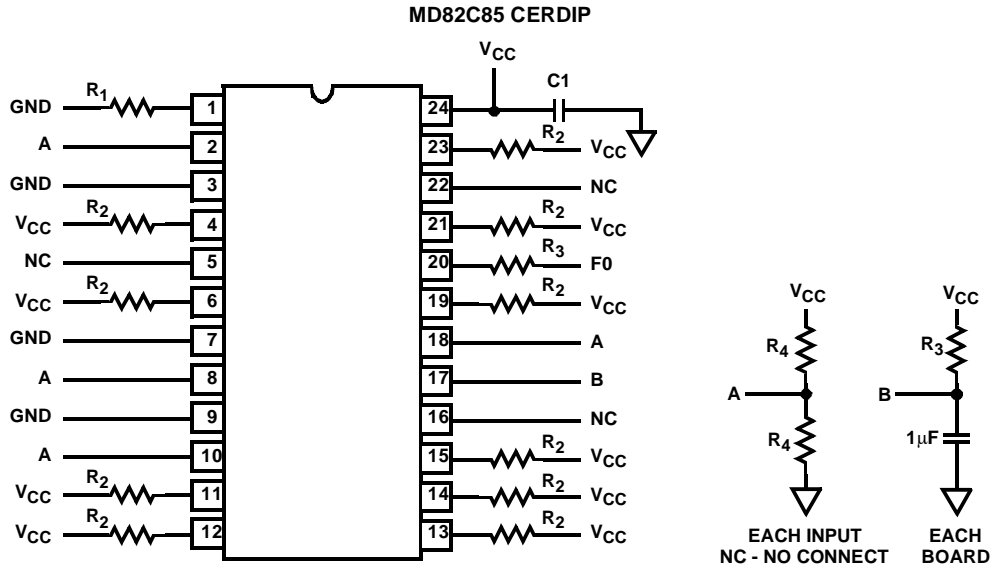 MD82C85 CERDIP
VCC
C1
GND R1 1
A 2
GND 3
VCC R2 4
NC 5
VCC R2 6
GND 7
A 8
GND 9
A 10
VCC R2 11
VCC R2 12
24
23 R2 VCC
22 NC
21 R2 VCC
20 R3 F0
19 R2 VCC
18 A
17 B
16 NC
15 R2 VCC
14 R2 VCC
13 R2 VCC
VCC
R4
A
R4
EACH INPUT
NC - NO CONNECT
VCC
R3
B
1μF
EACH
BOARD